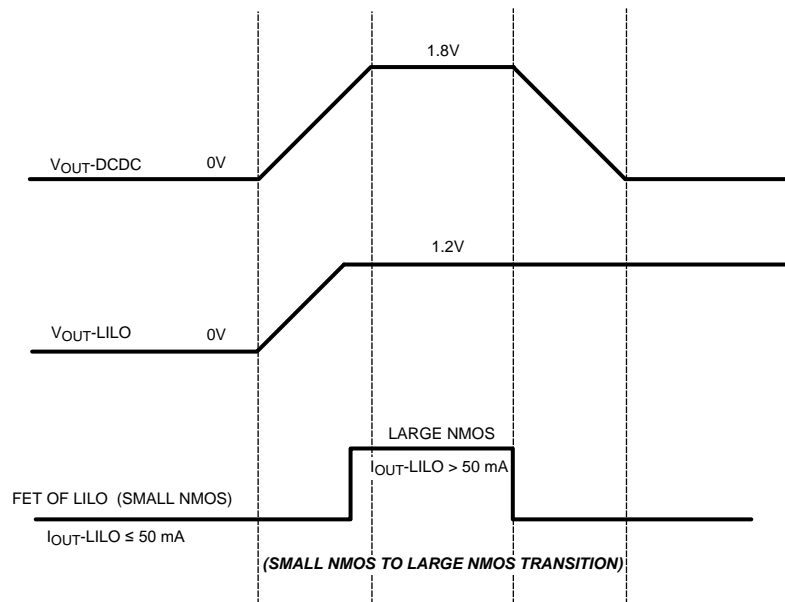 1.8V
VOUT-DCDC 0V
1.2V
VOUT-LILO 0V
LARGE NMOS
IOUT-LILO > 50 mA
FET OF LILO (SMALL NMOS)
IOUT-LILO ≤ 50 mA
(SMALL NMOS TO LARGE NMOS TRANSITION)